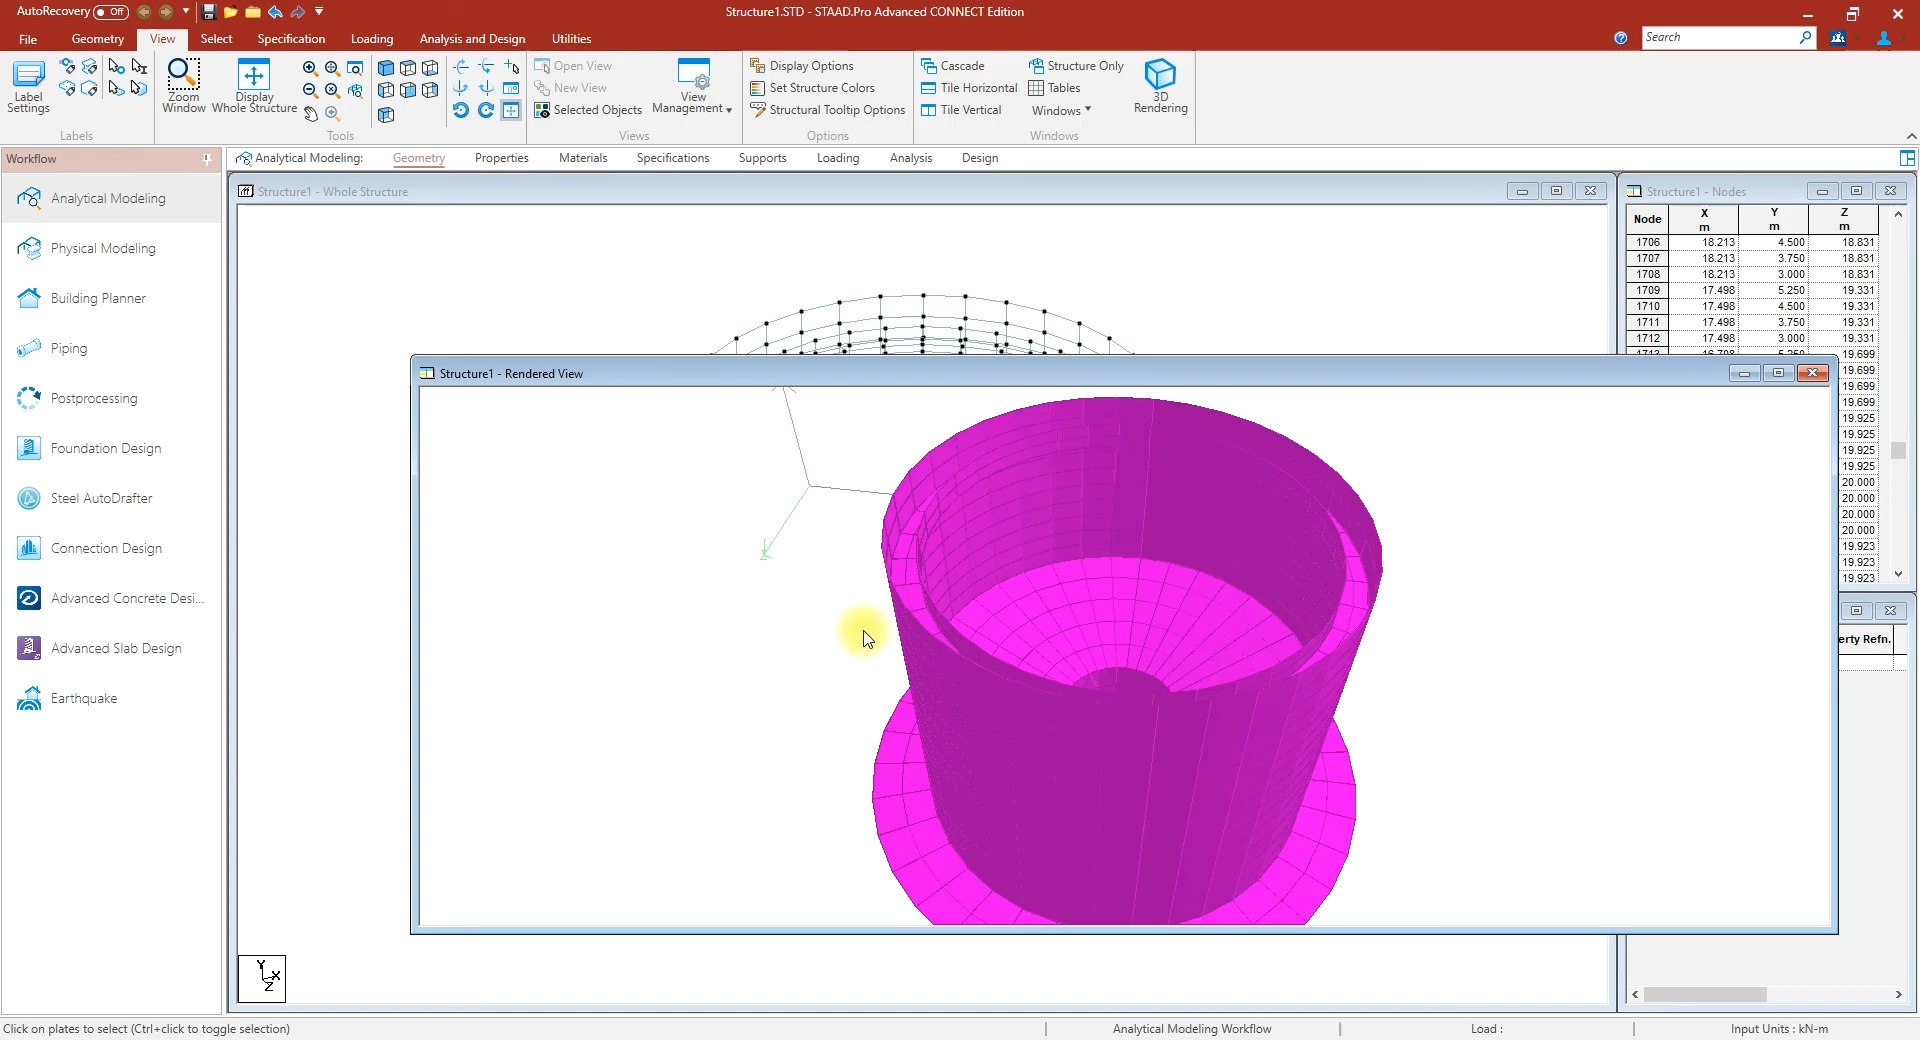 AutoRecovery Off
Structure1.STD - STAAD.Pro Advanced CONNECT Edition
File Geometry View Select Specification Loading Analysis and Design Utilities
Search
Label Settings
Zoom Window
Display Whole Structure
Open View
New View
Selected Objects
View Management
Display Options
Set Structure Colors
Structural Tooltip Options
Cascade
Tile Horizontal
Tile Vertical
Structure Only
Tables
Windows
3D Rendering
Labels Tools Views Options Windows
Workflow
Analytical Modeling: Geometry Properties Materials Specifications Supports Loading Analysis Design
Analytical Modeling
Physical Modeling
Building Planner
Piping
Postprocessing
Foundation Design
Steel AutoDrafter
Connection Design
Advanced Concrete Desi...
Advanced Slab Design
Earthquake
Structure1 - Whole Structure
Structure1 - Nodes
Node X m Y m Z m
1706 18.213 4.500 18.831
1707 18.213 3.750 18.831
1708 18.213 3.000 18.831
1709 17.498 5.250 19.331
1710 17.498 4.500 19.331
1711 17.498 3.750 19.331
1712 17.498 3.000 19.331
19.699
19.699
19.699
19.699
19.925
19.925
19.925
19.925
20.000
20.000
20.000
20.000
19.923
19.923
19.923
Structure1 - Rendered View
erty Refn.
Y
X
Z
Click on plates to select (Ctrl+click to toggle selection)
Analytical Modeling Workflow
Load :
Input Units : kN-m